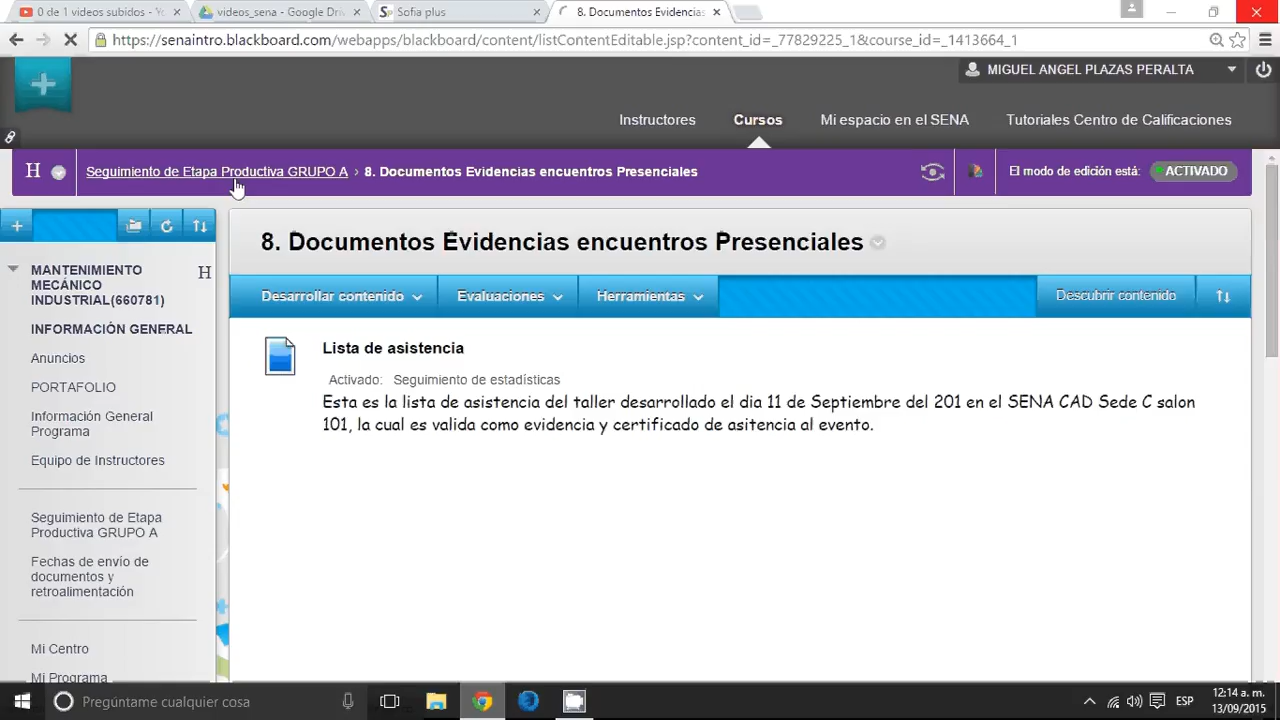 0 de 1 videos subidos - Yo
videos_sena - Google Driv
Sofia plus
8. Documentos Evidencias
https://senaintro.blackboard.com/webapps/blackboard/content/listContentEditable.jsp?content_id=_77829225_1&course_id=_1413664_1
MIGUEL ANGEL PLAZAS PERALTA
Instructores
Cursos
Mi espacio en el SENA
Tutoriales Centro de Calificaciones
H
Seguimiento de Etapa Productiva GRUPO A › 8. Documentos Evidencias encuentros Presenciales
El modo de edición está:
ACTIVADO
MANTENIMIENTO
MECÁNICO
INDUSTRIAL(660781)
H
INFORMACIÒN GENERAL
Anuncios
PORTAFOLIO
Información General
Programa
Equipo de Instructores
Seguimiento de Etapa
Productiva GRUPO A
Fechas de envío de
documentos y
retroalimentación
Mi Centro
Mi Programa
8. Documentos Evidencias encuentros Presenciales
Desarrollar contenido
Evaluaciones
Herramientas
Descubrir contenido
Lista de asistencia
Activado: Seguimiento de estadísticas
Esta es la lista de asistencia del taller desarrollado el dia 11 de Septiembre del 201 en el SENA CAD Sede C salon
101, la cual es valida como evidencia y certificado de asitencia al evento.
Pregúntame cualquier cosa
ESP
12:14 a. m.
13/09/2015